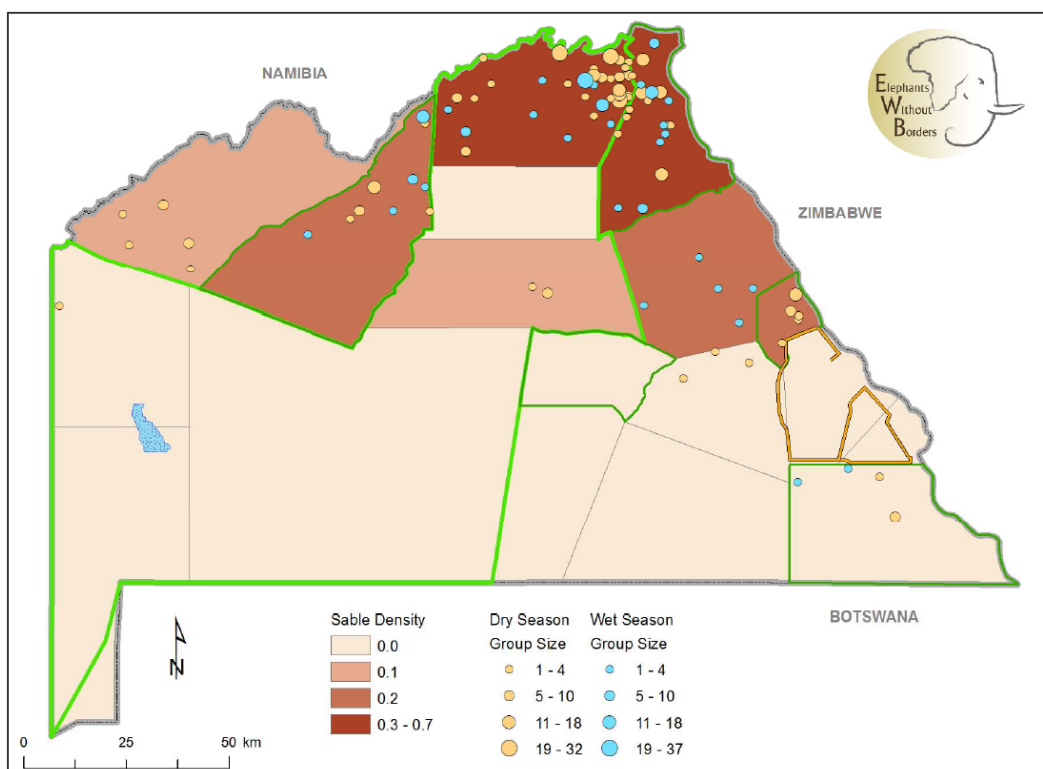 NAMIBIA
Elephants
Without
Borders
ZIMBABWE
BOTSWANA
Sable Density
0.0
0.1
0.2
0.3 - 0.7
Dry Season
Group Size
1 - 4
5 - 10
11 - 18
19 - 32
Wet Season
Group Size
1 - 4
5 - 10
11 - 18
19 - 37
N
0 25 50 km